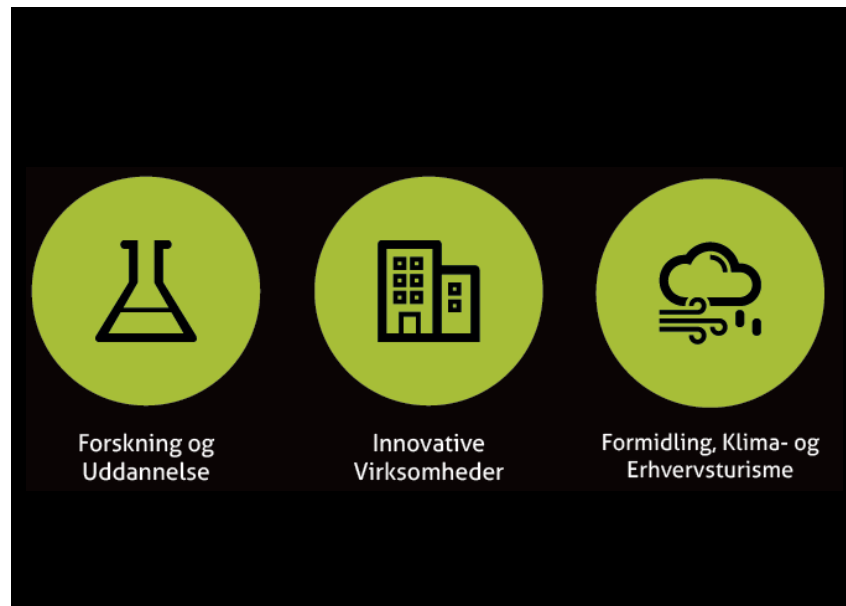 Forskning og
Uddannelse
Innovative
Virksomheder
Formidling, Klima- og
Erhvervsturisme